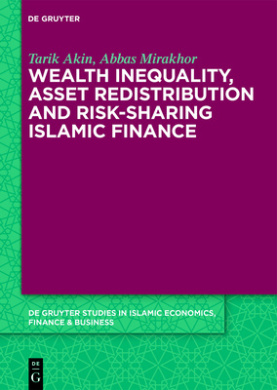 DE GRUYTER
Tarik Akin, Abbas Mirakhor
WEALTH INEQUALITY,
ASSET REDISTRIBUTION
AND RISK-SHARING
ISLAMIC FINANCE
DE GRUYTER STUDIES IN ISLAMIC ECONOMICS,
FINANCE & BUSINESS
DE
G